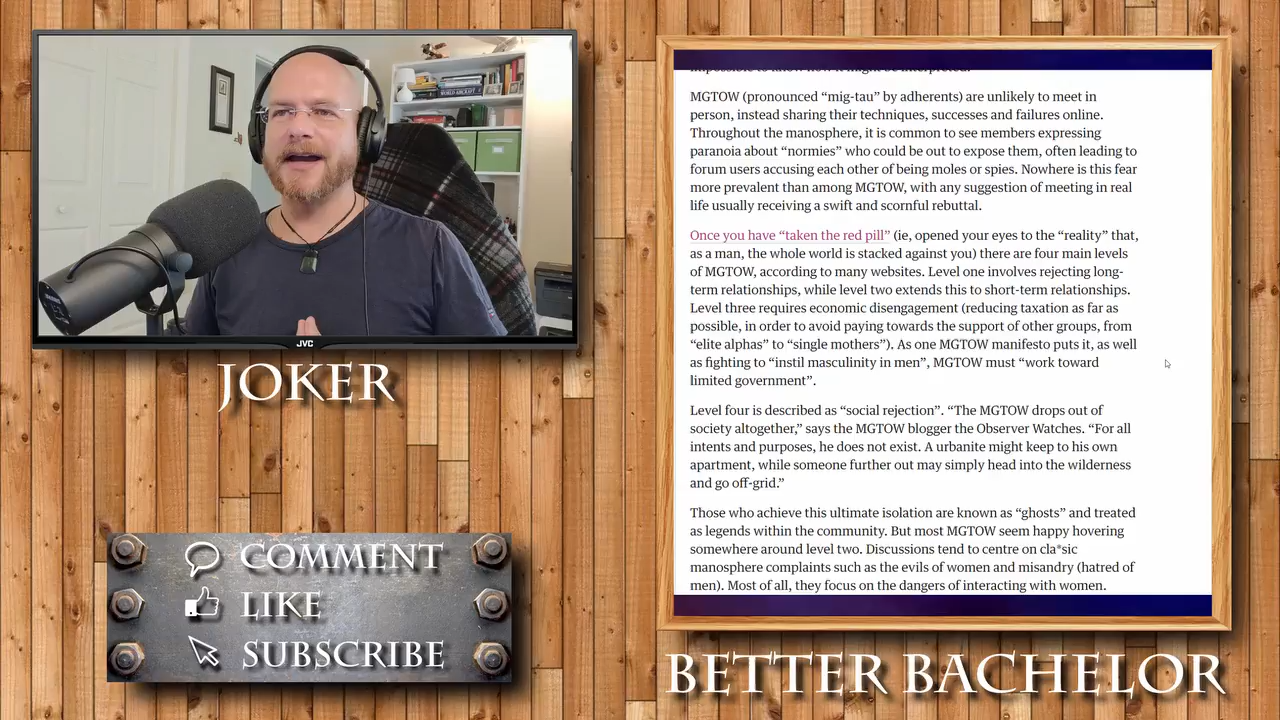 impossible to know how it might be interpreted.
MGTOW (pronounced “mig-tau” by adherents) are unlikely to meet in
person, instead sharing their techniques, successes and failures online.
Throughout the manosphere, it is common to see members expressing
paranoia about “normies” who could be out to expose them, often leading to
forum users accusing each other of being moles or spies. Nowhere is this fear
more prevalent than among MGTOW, with any suggestion of meeting in real
life usually receiving a swift and scornful rebuttal.
Once you have “taken the red pill” (ie, opened your eyes to the “reality” that,
as a man, the whole world is stacked against you) there are four main levels
of MGTOW, according to many websites. Level one involves rejecting long-
term relationships, while level two extends this to short-term relationships.
Level three requires economic disengagement (reducing taxation as far as
possible, in order to avoid paying towards the support of other groups, from
“elite alphas” to “single mothers”). As one MGTOW manifesto puts it, as well
as fighting to “instil masculinity in men”, MGTOW must “work toward
limited government”.
Level four is described as “social rejection”. “The MGTOW drops out of
society altogether,” says the MGTOW blogger the Observer Watches. “For all
intents and purposes, he does not exist. A urbanite might keep to his own
apartment, while someone further out may simply head into the wilderness
and go off-grid.”
Those who achieve this ultimate isolation are known as “ghosts” and treated
as legends within the community. But most MGTOW seem happy hovering
somewhere around level two. Discussions tend to centre on cla*sic
manosphere complaints such as the evils of women and misandry (hatred of
men). Most of all, they focus on the dangers of interacting with women.
JVC
JOKER
COMMENT
LIKE
SUBSCRIBE
BETTER BACHELOR